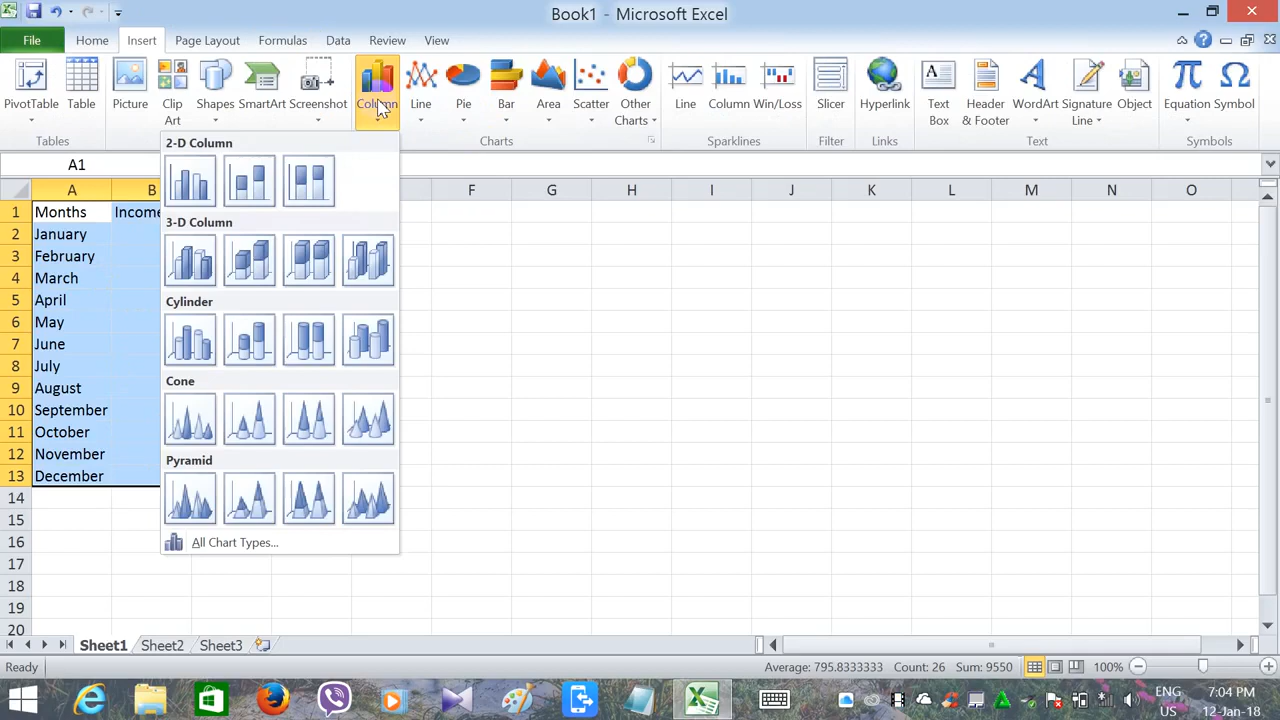 Book1 - Microsoft Excel
File Home Insert Page Layout Formulas Data Review View
PivotTable Table Picture Clip Art Shapes SmartArt Screenshot Column Line Pie Bar Area Scatter Other Charts Line Column Win/Loss Slicer Hyperlink Text Box Header & Footer WordArt Signature Line Object Equation Symbol
Tables Charts Sparklines Filter Links Text Symbols
A1
2-D Column
3-D Column
Cylinder
Cone
Pyramid
All Chart Types...
A B F G H I J K L M N O
1 Months Income
2 January
3 February
4 March
5 April
6 May
7 June
8 July
9 August
10 September
11 October
12 November
13 December
14
15
16
17
18
19
20
Sheet1 Sheet2 Sheet3
Ready Average: 795.8333333 Count: 26 Sum: 9550 100%
ENG 7:04 PM
US 12-Jan-18